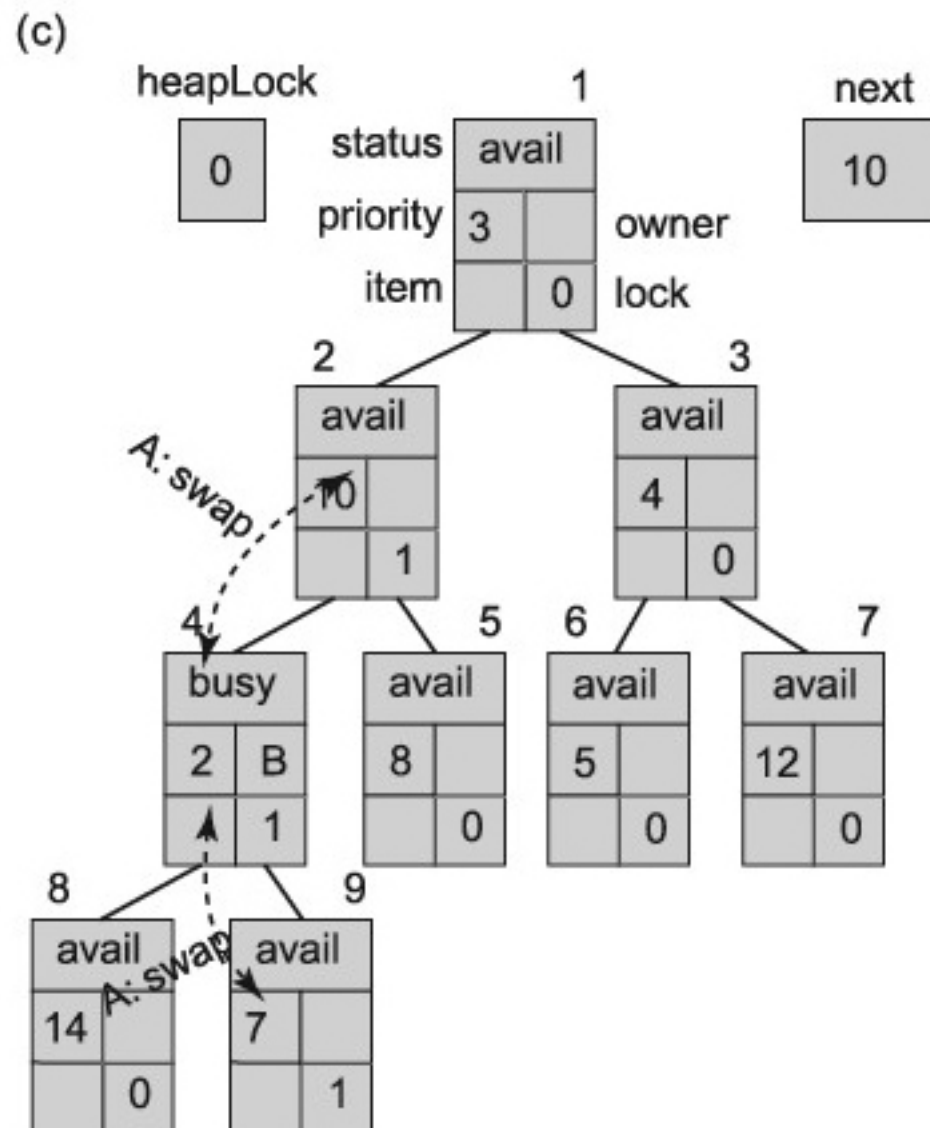 (c)
heapLock
1
next
0
status
avail
10
priority
3
owner
item
0
lock
2
3
avail
avail
A: swap
10
4
1
0
4
5
6
7
busy
avail
avail
avail
2
B
8
5
12
1
0
0
0
8
9
avail
A: swap
avail
14
7
0
1